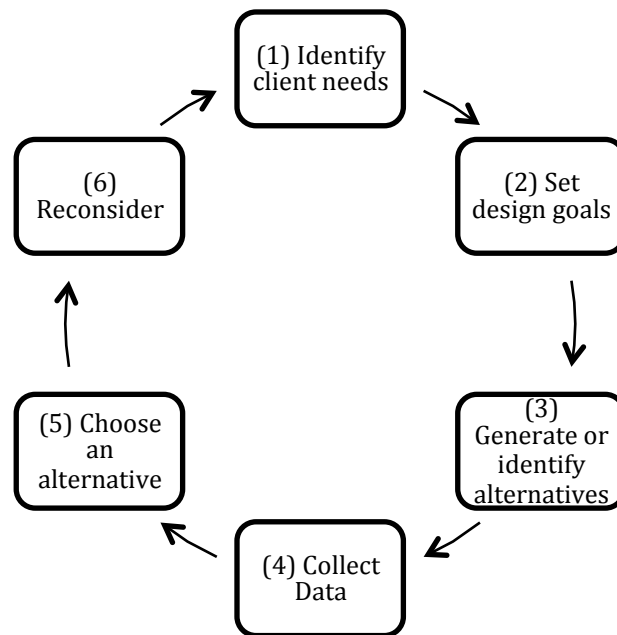 (1) Identify
client needs
(2) Set
design goals
(3)
Generate or
identify
alternatives
(4) Collect
Data
(5) Choose
an
alternative
(6)
Reconsider